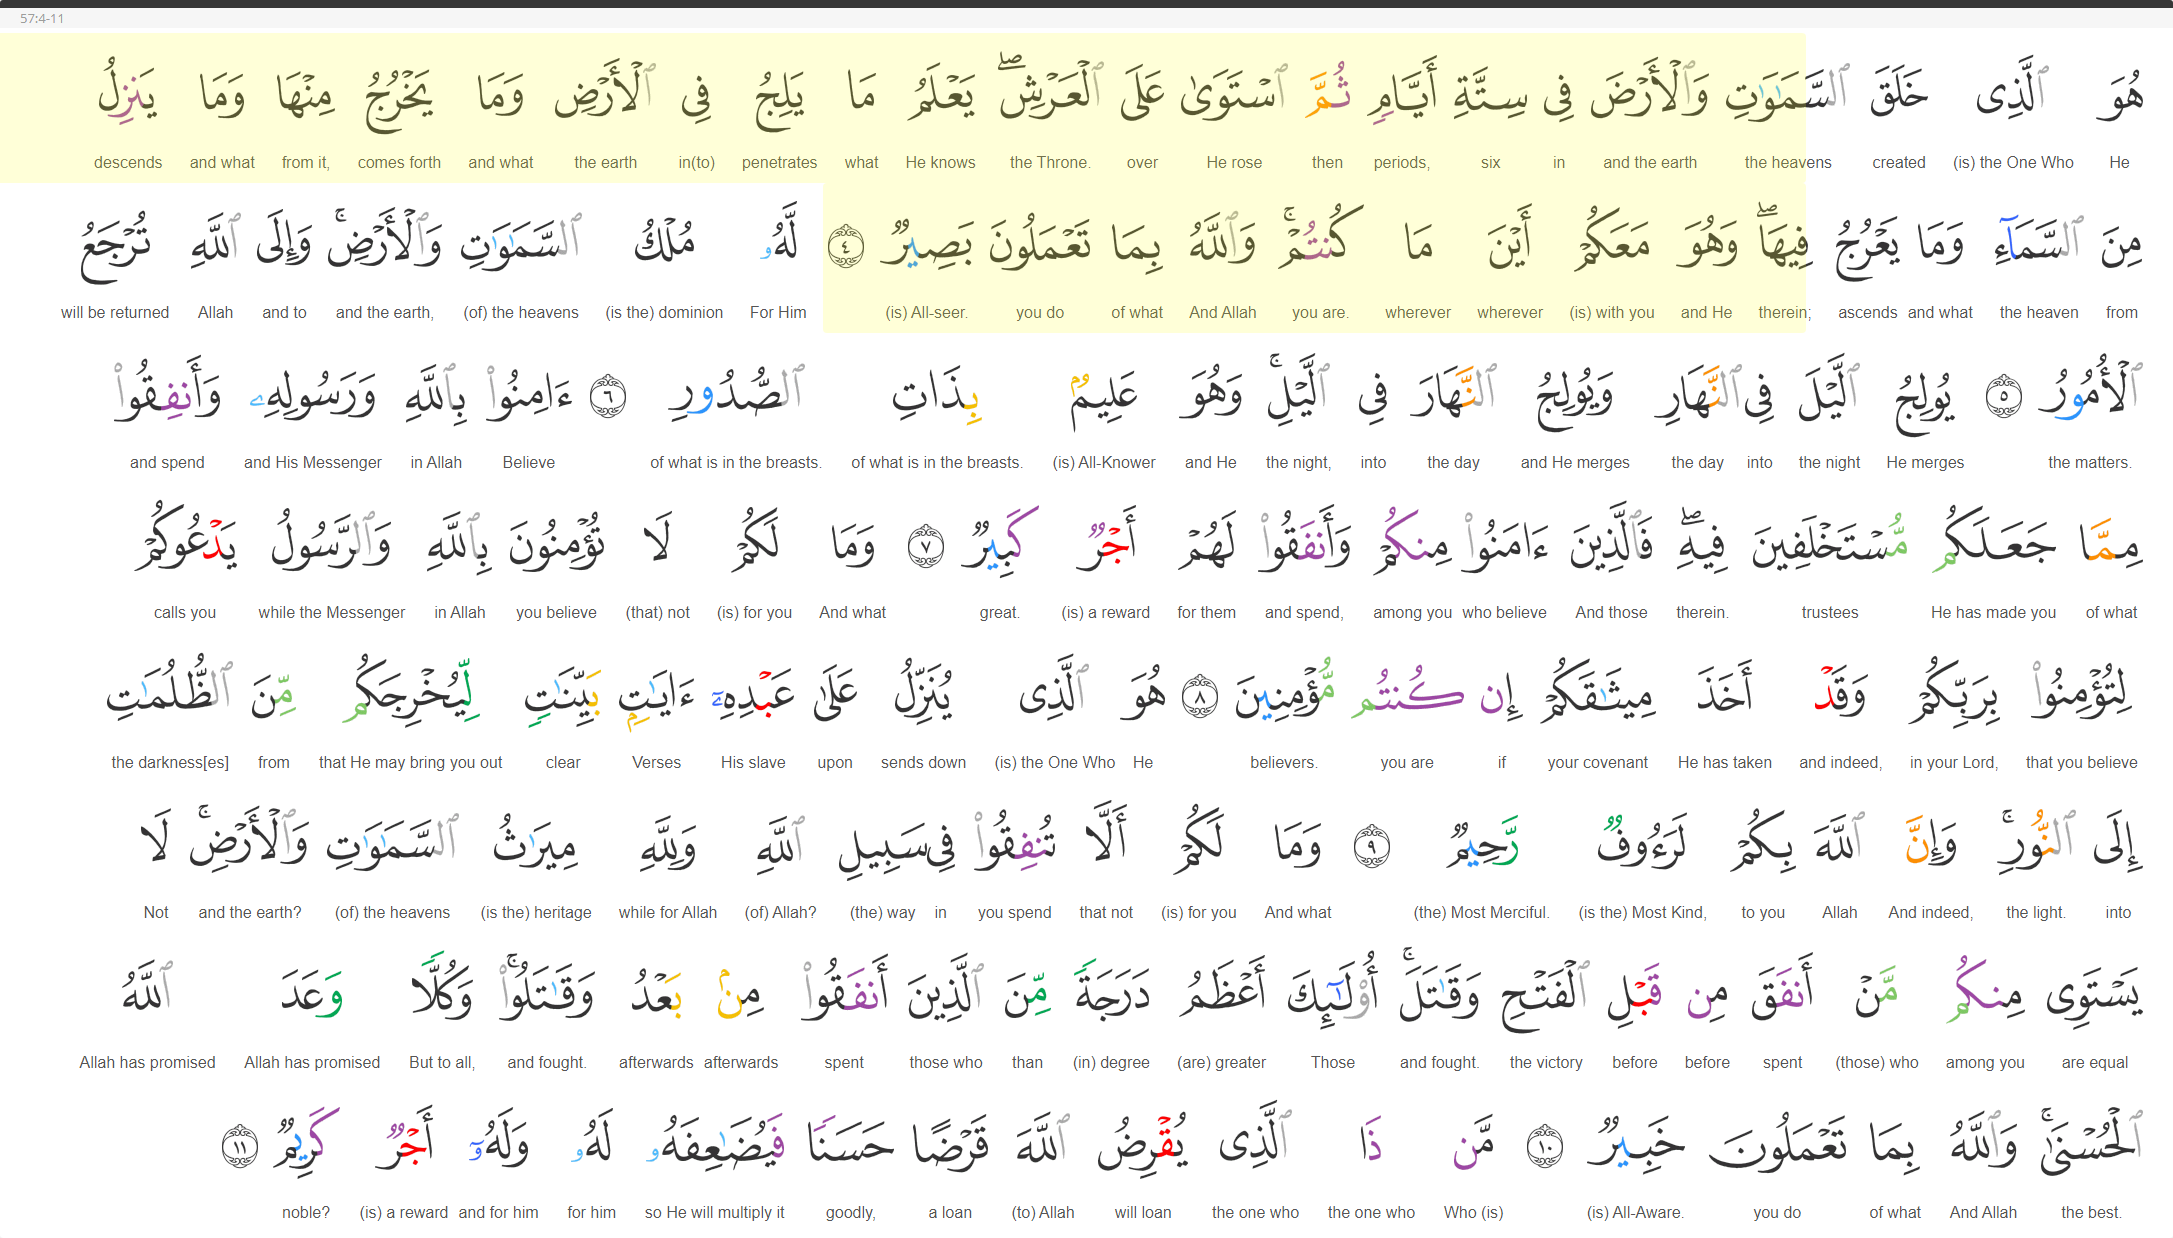 57:4-11
هُوَ ٱلَّذِى خَلَقَ ٱلسَّمَـٰوَٰتِ وَٱلْأَرْضَ فِى سِتَّةِ أَيَّامٍ ثُمَّ ٱسْتَوَىٰ عَلَى ٱلْعَرْشِ ۖ يَعْلَمُ مَا يَلِجُ فِى ٱلْأَرْضِ وَمَا يَخْرُجُ مِنْهَا وَمَا يَنزِلُ
He (is) the One Who created the heavens and the earth in six periods, then He rose over the Throne. He knows what penetrates in(to) the earth and what comes forth from it, and what descends
مِنَ ٱلسَّمَآءِ وَمَا يَعْرُجُ فِيهَا ۖ وَهُوَ مَعَكُمْ أَيْنَ مَا كُنتُمْ ۚ وَٱللَّهُ بِمَا تَعْمَلُونَ بَصِيرٌ ٤ لَّهُۥ مُلْكُ ٱلسَّمَـٰوَٰتِ وَٱلْأَرْضِ ۚ وَإِلَى ٱللَّهِ تُرْجَعُ
from the heaven and what ascends therein; and He (is) with you wherever wherever you are. And Allah of what you do (is) All-seer. For Him (is the) dominion (of) the heavens and the earth, and to Allah will be returned
ٱلْأُمُورُ ٥ يُولِجُ ٱلَّيْلَ فِى ٱلنَّهَارِ وَيُولِجُ ٱلنَّهَارَ فِى ٱلَّيْلِ ۚ وَهُوَ عَلِيمٌۢ بِذَاتِ ٱلصُّدُورِ ٦ ءَامِنُوا۟ بِٱللَّهِ وَرَسُولِهِۦ وَأَنفِقُوا۟
the matters. He merges the night into the day and He merges the day into the night, and He (is) All-Knower of what is in the breasts. of what is in the breasts. Believe in Allah and His Messenger and spend
مِمَّا جَعَلَكُم مُّسْتَخْلَفِينَ فِيهِ ۖ فَٱلَّذِينَ ءَامَنُوا۟ مِنكُمْ وَأَنفَقُوا۟ لَهُمْ أَجْرٌ كَبِيرٌ ٧ وَمَا لَكُمْ لَا تُؤْمِنُونَ بِٱللَّهِ وَٱلرَّسُولُ يَدْعُوكُمْ
of what He has made you trustees therein. And those who believe among you and spend, for them (is) a reward great. And what (is) for you (that) not you believe in Allah while the Messenger calls you
لِتُؤْمِنُوا۟ بِرَبِّكُمْ وَقَدْ أَخَذَ مِيثَـٰقَكُمْ إِن كُنتُم مُّؤْمِنِينَ ٨ هُوَ ٱلَّذِى يُنَزِّلُ عَلَىٰ عَبْدِهِۦٓ ءَايَـٰتٍۭ بَيِّنَـٰتٍ لِّيُخْرِجَكُم مِّنَ ٱلظُّلُمَـٰتِ
that you believe in your Lord, and indeed, He has taken your covenant if you are believers. He (is) the One Who sends down upon His slave Verses clear that He may bring you out from the darkness[es]
إِلَى ٱلنُّورِ ۚ وَإِنَّ ٱللَّهَ بِكُمْ لَرَءُوفٌ رَّحِيمٌ ٩ وَمَا لَكُمْ أَلَّا تُنفِقُوا۟ فِى سَبِيلِ ٱللَّهِ وَلِلَّهِ مِيرَٰثُ ٱلسَّمَـٰوَٰتِ وَٱلْأَرْضِ ۚ لَا
into the light. And indeed, Allah to you (is the) Most Kind, (the) Most Merciful. And what (is) for you that not you spend in (the) way (of) Allah? while for Allah (is the) heritage (of) the heavens and the earth? Not
يَسْتَوِى مِنكُم مَّنْ أَنفَقَ مِن قَبْلِ ٱلْفَتْحِ وَقَـٰتَلَ ۚ أُو۟لَـٰٓئِكَ أَعْظَمُ دَرَجَةً مِّنَ ٱلَّذِينَ أَنفَقُوا۟ مِنۢ بَعْدُ وَقَـٰتَلُوا۟ ۚ وَكُلًّا وَعَدَ ٱللَّهُ
are equal among you (those) who spent before before the victory and fought. Those (are) greater (in) degree than those who spent afterwards afterwards and fought. But to all, Allah has promised Allah has promised
ٱلْحُسْنَىٰ ۚ وَٱللَّهُ بِمَا تَعْمَلُونَ خَبِيرٌ ١٠ مَّن ذَا ٱلَّذِى يُقْرِضُ ٱللَّهَ قَرْضًا حَسَنًا فَيُضَـٰعِفَهُۥ لَهُۥ وَلَهُۥٓ أَجْرٌ كَرِيمٌ ١١
the best. And Allah of what you do (is) All-Aware. Who (is) the one who the one who will loan (to) Allah a loan goodly, so He will multiply it for him and for him (is) a reward noble?